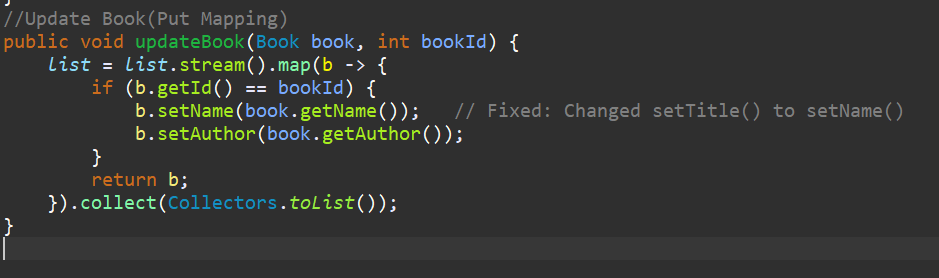 //Update Book(Put Mapping)
public void updateBook(Book book, int bookId) {
    list = list.stream().map(b -> {
        if (b.getId() == bookId) {
            b.setName(book.getName());   // Fixed: Changed setTitle() to setName()
            b.setAuthor(book.getAuthor());
        }
        return b;
    }).collect(Collectors.toList());
}